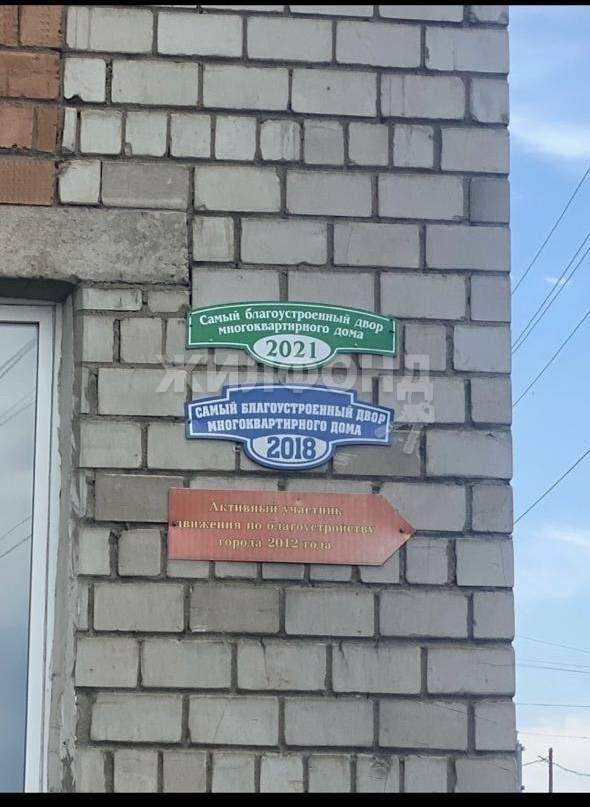 Самый благоустроенный двор
многоквартирного дома
2021
ЖИЛФОНД
САМЫЙ БЛАГОУСТРОЕННЫЙ ДВОР
МНОГОКВАРТИРНОГО ДОМА
2018
Активный участник
движения по благоустройству
города 2012 года